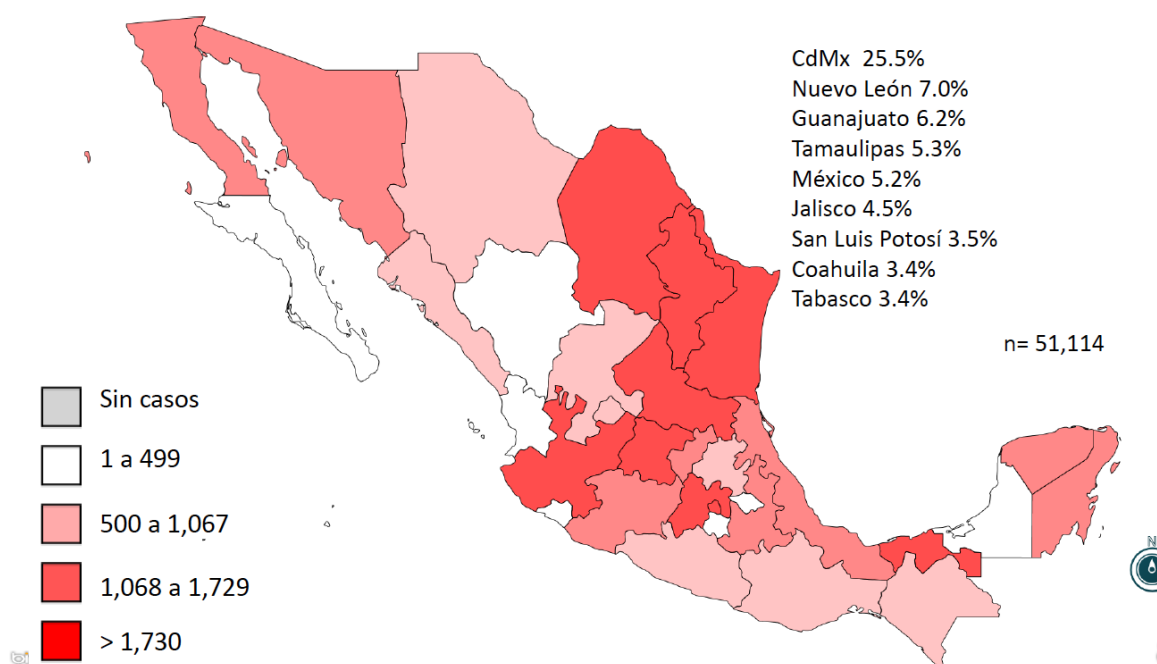 CdMx 25.5%
Nuevo León 7.0%
Guanajuato 6.2%
Tamaulipas 5.3%
México 5.2%
Jalisco 4.5%
San Luis Potosí 3.5%
Coahuila 3.4%
Tabasco 3.4%
n= 51,114
Sin casos
1 a 499
500 a 1,067
1,068 a 1,729
> 1,730
N